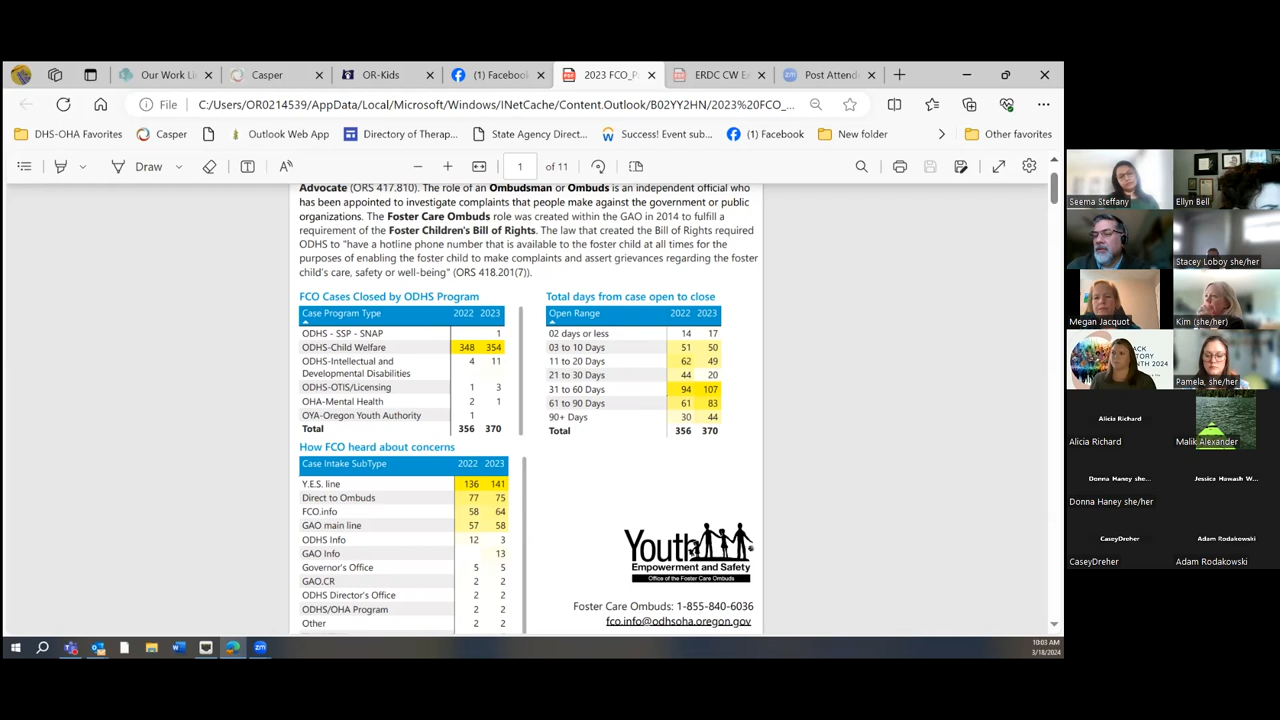 Our Work Li
Casper
OR-Kids
(1) Facebook
2023 FCO_P
ERDC CW E
Post Attend
File
C:/Users/OR0214539/AppData/Local/Microsoft/Windows/INetCache/Content.Outlook/B02YY2HN/2023%20FCO_...
DHS-OHA Favorites
Casper
Outlook Web App
Directory of Therap...
State Agency Direct...
Success! Event sub...
(1) Facebook
New folder
Other favorites
Draw
1 of 11
Advocate (ORS 417.810). The role of an Ombudsman or Ombuds is an independent official who
has been appointed to investigate complaints that people make against the government or public
organizations. The Foster Care Ombuds role was created within the GAO in 2014 to fulfill a
requirement of the Foster Children's Bill of Rights. The law that created the Bill of Rights required
ODHS to "have a hotline phone number that is available to the foster child at all times for the
purposes of enabling the foster child to make complaints and assert grievances regarding the foster
child's care, safety or well-being" (ORS 418.201(7)).
FCO Cases Closed by ODHS Program
Case Program Type 2022 2023
ODHS - SSP - SNAP 1
ODHS-Child Welfare 348 354
ODHS-Intellectual and 4 11
Developmental Disabilities
ODHS-OTIS/Licensing 1 3
OHA-Mental Health 2 1
OYA-Oregon Youth Authority 1
Total 356 370
Total days from case open to close
Open Range 2022 2023
02 days or less 14 17
03 to 10 Days 51 50
11 to 20 Days 62 49
21 to 30 Days 44 20
31 to 60 Days 94 107
61 to 90 Days 61 83
90+ Days 30 44
Total 356 370
How FCO heard about concerns
Case Intake SubType 2022 2023
Y.E.S. line 136 141
Direct to Ombuds 77 75
FCO.info 58 64
GAO main line 57 58
ODHS Info 12 3
GAO Info 13
Governor's Office 5 5
GAO.CR 2 2
ODHS Director's Office 2 2
ODHS/OHA Program 2 2
Other 2 2
Youth
Empowerment and Safety
Office of the Foster Care Ombuds
Foster Care Ombuds: 1-855-840-6036
fco.info@odhsoha.oregon.gov
10:03 AM
3/18/2024
Seema Steffany
Ellyn Bell
Stacey Loboy she/her
Megan Jacquot
Kim (she/her)
Pamela, she/her
Alicia Richard
Alicia Richard
Malik Alexander
Donna Haney she...
Donna Haney she/her
Jessica Hawash W...
CaseyDreher
CaseyDreher
Adam Rodakowski
Adam Rodakowski